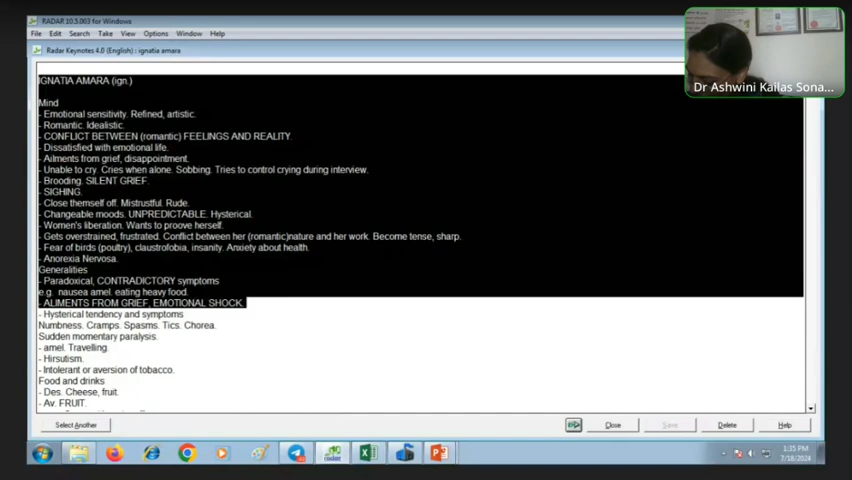 RADAR 10.5.003 for Windows
File Edit Search Take View Options Window Help
Radar Keynotes 4.0 (English) : ignatia amara
Dr Ashwini Kailas Sona...
IGNATIA AMARA (ign.)
Mind
- Emotional sensitivity. Refined, artistic.
- Romantic. Idealistic.
- CONFLICT BETWEEN (romantic) FEELINGS AND REALITY.
- Dissatisfied with emotional life.
- Ailments from grief, disappointment.
- Unable to cry. Cries when alone. Sobbing. Tries to control crying during interview.
- Brooding. SILENT GRIEF.
- SIGHING.
- Close themself off. Mistrustful. Rude.
- Changeable moods. UNPREDICTABLE. Hysterical.
- Women's liberation. Wants to proove herself.
- Gets overstrained, frustrated. Conflict between her (romantic)nature and her work. Become tense, sharp.
- Fear of birds (poultry), claustrofobia, insanity. Anxiety about health.
- Anorexia Nervosa.
Generalities
- Paradoxical, CONTRADICTORY symptoms
e.g. nausea amel. eating heavy food.
- ALIMENTS FROM GRIEF, EMOTIONAL SHOCK.
- Hysterical tendency and symptoms
Numbness. Cramps. Spasms. Tics. Chorea.
Sudden momentary paralysis.
- amel. Travelling.
- Hirsutism.
- Intolerant or aversion of tobacco.
Food and drinks
- Des. Cheese, fruit.
- Av. FRUIT.
Select Another Close Save Delete Help
1:35 PM
7/18/2024